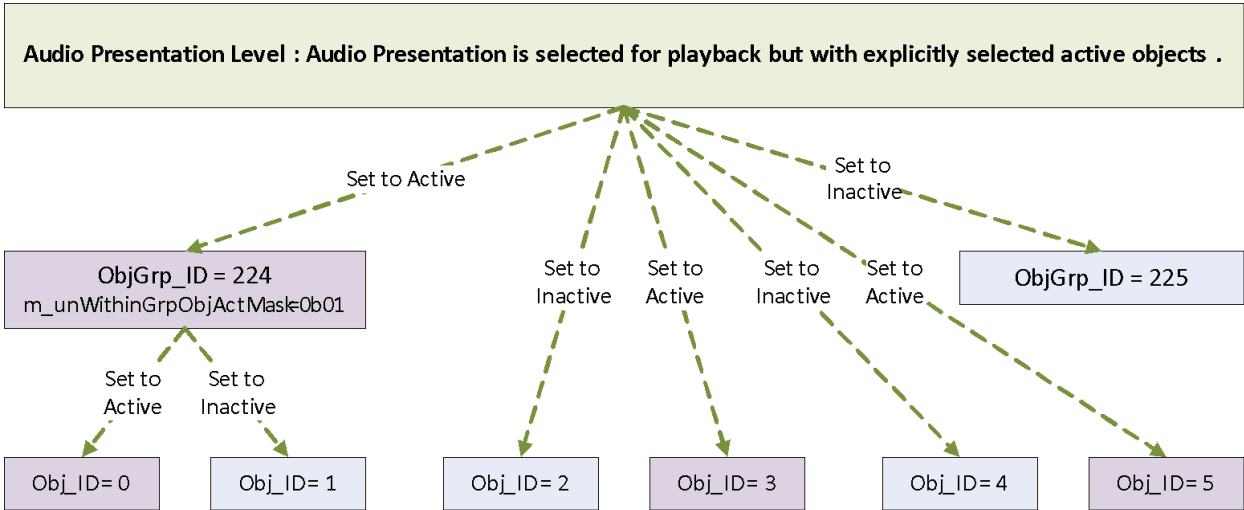 Audio Presentation Level : Audio Presentation is selected for playback but with explicitly selected active objects .
Set to Active
Set to
Inactive
ObjGrp_ID = 224
m_unWithinGrpObjActMask=0b01
Set to
Inactive
Set to
Active
Set to
Inactive
Set to
Active
ObjGrp_ID = 225
Set to
Active
Set to
Inactive
Obj_ID= 0
Obj_ID= 1
Obj_ID= 2
Obj_ID= 3
Obj_ID= 4
Obj_ID= 5